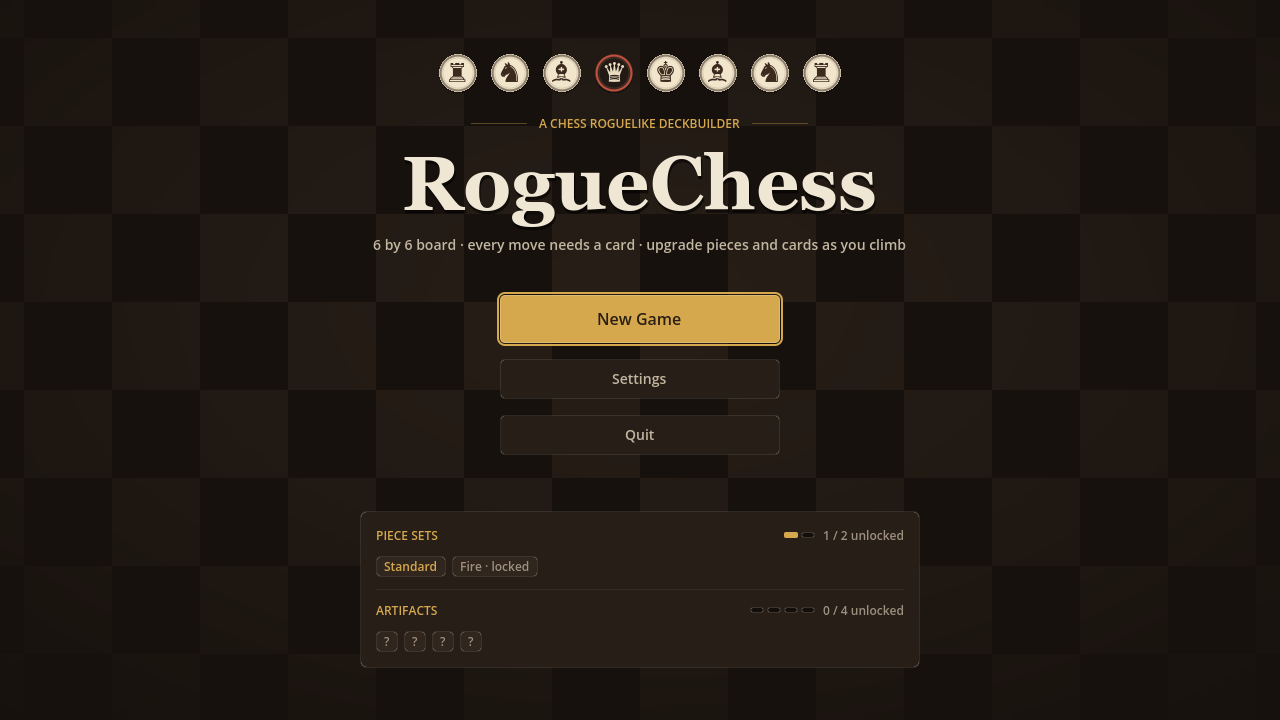 A CHESS ROGUELIKE DECKBUILDER
RogueChess
6 by 6 board · every move needs a card · upgrade pieces and cards as you climb
New Game
Settings
Quit
PIECE SETS 1 / 2 unlocked
Standard Fire · locked
ARTIFACTS 0 / 4 unlocked
? ? ? ?